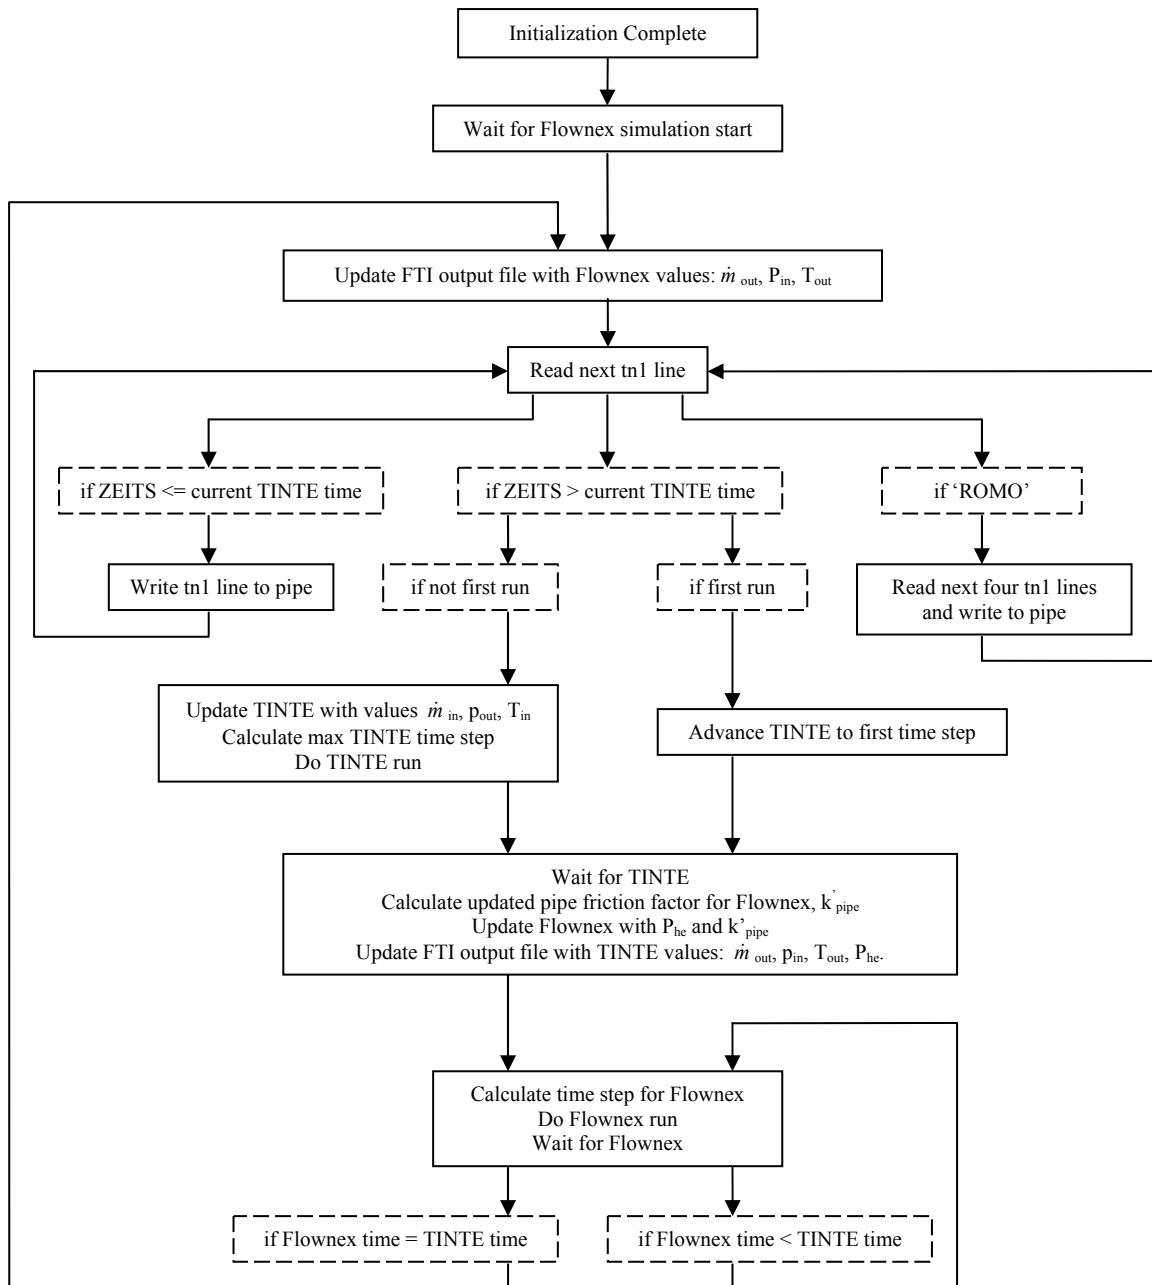 Initialization Complete
Wait for Flownex simulation start
Update FTI output file with Flownex values: ṁ out, Pin, Tout
Read next tn1 line
if ZEITS <= current TINTE time
if ZEITS > current TINTE time
if ‘ROMO’
Write tn1 line to pipe
if not first run
if first run
Read next four tn1 lines
and write to pipe
Update TINTE with values ṁ in, pout, Tin
Calculate max TINTE time step
Do TINTE run
Advance TINTE to first time step
Wait for TINTE
Calculate updated pipe friction factor for Flownex, k'pipe
Update Flownex with Phe and k’pipe
Update FTI output file with TINTE values: ṁ out, pin, Tout, Phe.
Calculate time step for Flownex
Do Flownex run
Wait for Flownex
if Flownex time = TINTE time
if Flownex time < TINTE time